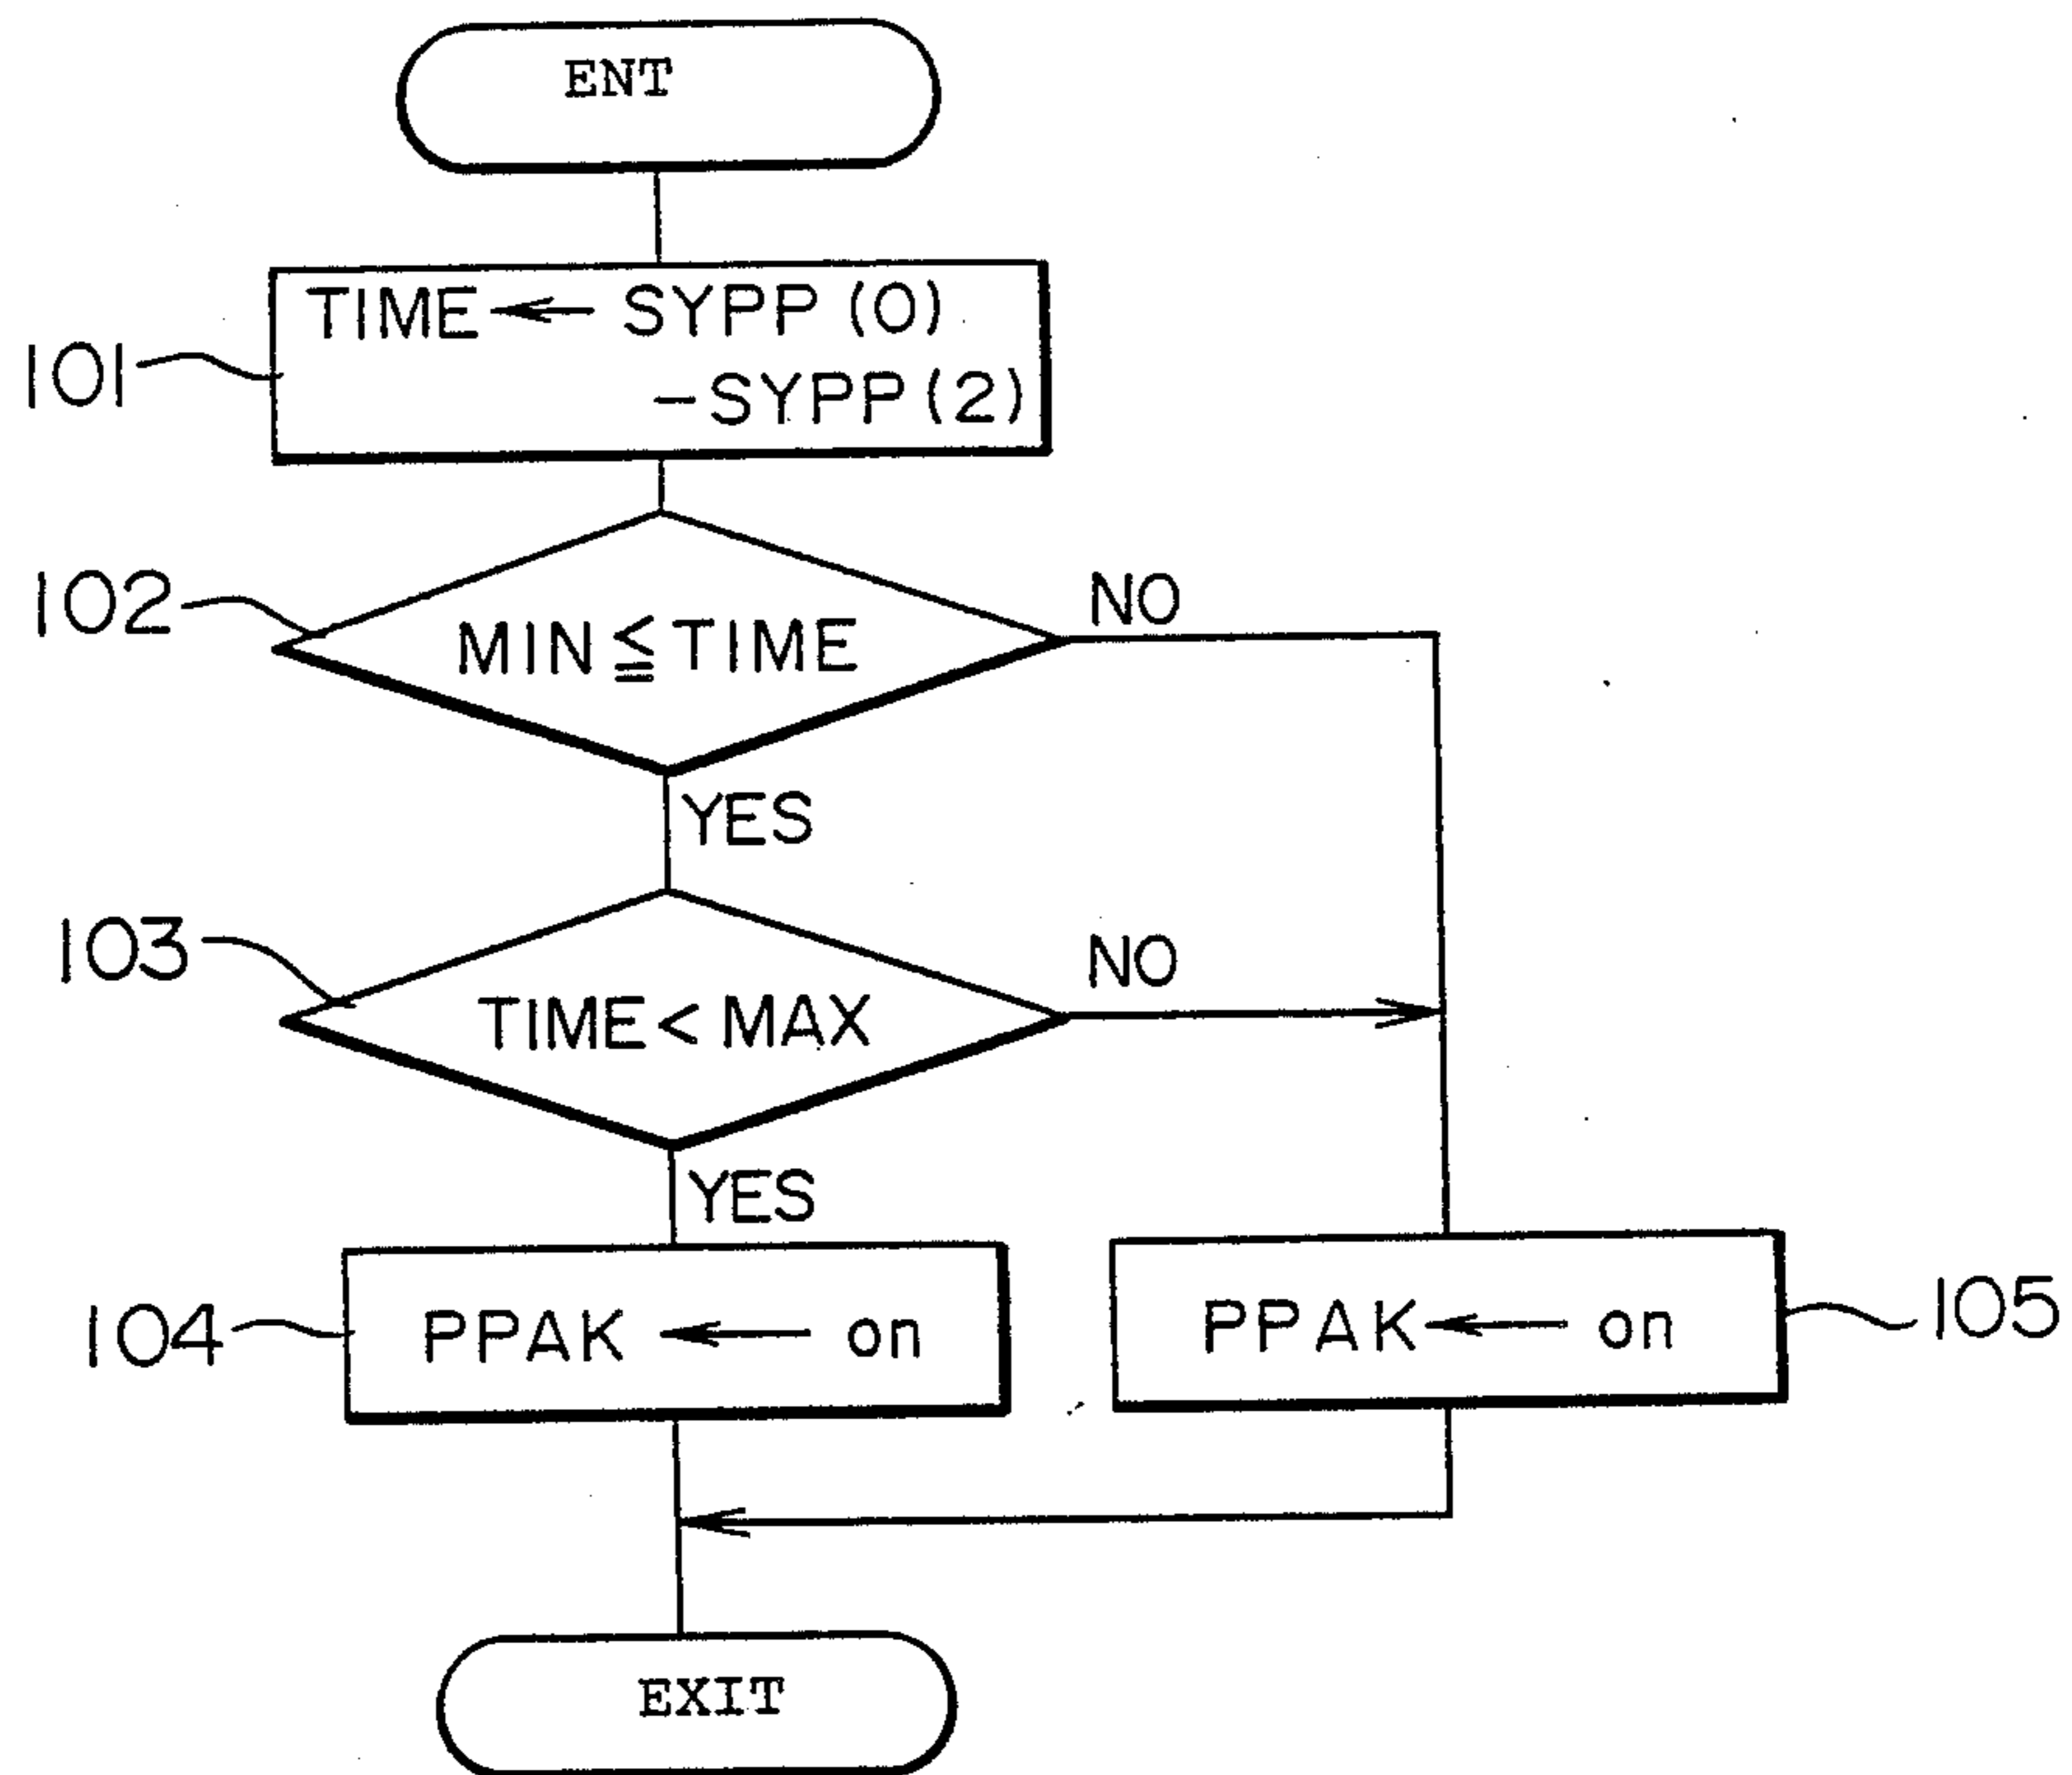 ENT
TIME ← SYPP (0)
-SYPP (2)
101
102
MIN ≦ TIME
NO
YES
103
TIME < MAX
NO
YES
104
PPAK ← on
PPAK ← on
105
EXIT